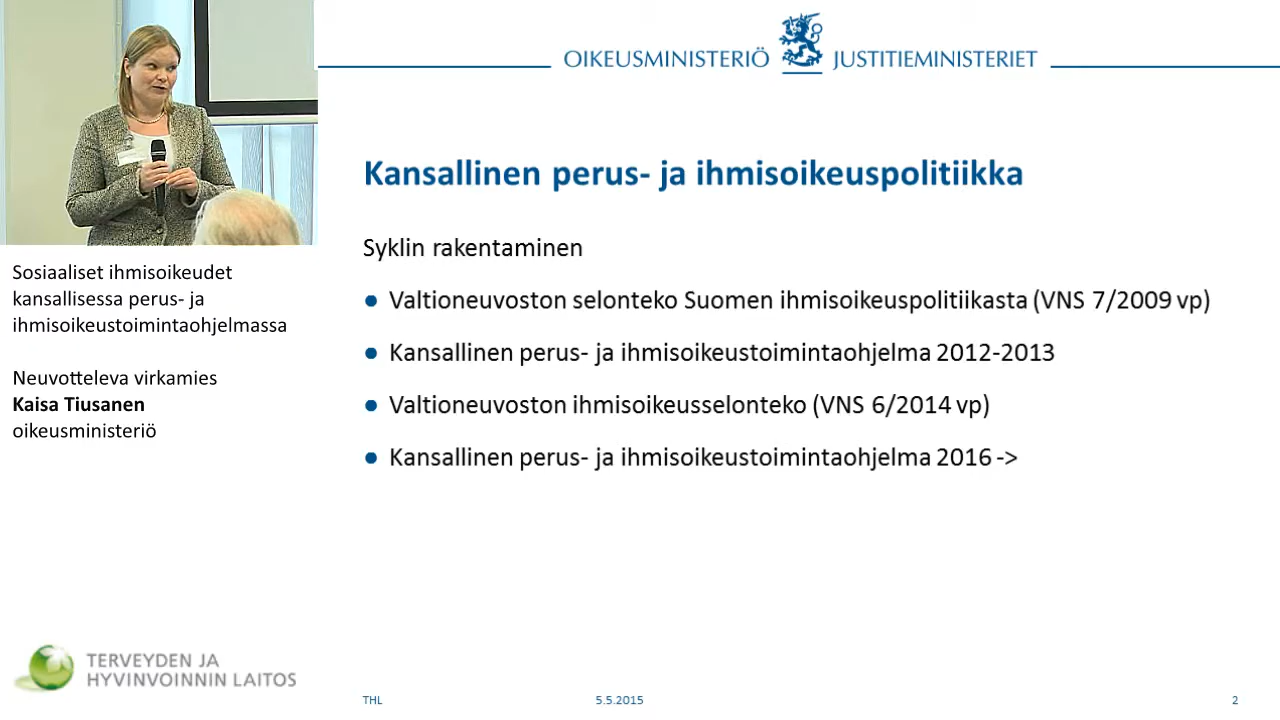 OIKEUSMINISTERIÖ JUSTITIEMINISTERIET
Kansallinen perus- ja ihmisoikeuspolitiikka
Syklin rakentaminen
● Valtioneuvoston selonteko Suomen ihmisoikeuspolitiikasta (VNS 7/2009 vp)
● Kansallinen perus- ja ihmisoikeustoimintaohjelma 2012-2013
● Valtioneuvoston ihmisoikeusselonteko (VNS 6/2014 vp)
● Kansallinen perus- ja ihmisoikeustoimintaohjelma 2016 ->
Sosiaaliset ihmisoikeudet
kansallisessa perus- ja
ihmisoikeustoimintaohjelmassa
Neuvotteleva virkamies
Kaisa Tiusanen
oikeusministeriö
TERVEYDEN JA
HYVINVOINNIN LAITOS
THL 5.5.2015 2